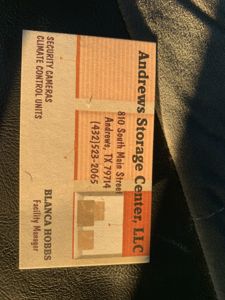 Andrews Storage Center, LLC
810 South Main Street
Andrews, TX 79714
(432)523-2065
SECURITY CAMERAS
CLIMATE CONTROL UNITS
BLANCA HOBBS
Facility Manager